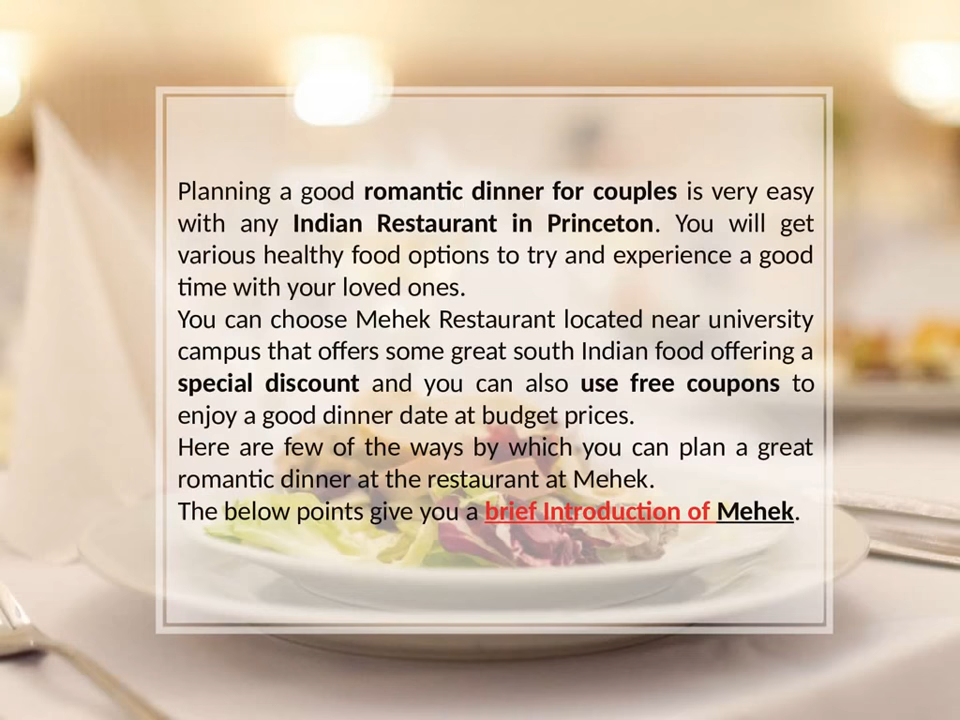 Planning a good romantic dinner for couples is very easy
with any Indian Restaurant in Princeton. You will get
various healthy food options to try and experience a good
time with your loved ones.
You can choose Mehek Restaurant located near university
campus that offers some great south Indian food offering a
special discount and you can also use free coupons to
enjoy a good dinner date at budget prices.
Here are few of the ways by which you can plan a great
romantic dinner at the restaurant at Mehek.
The below points give you a brief Introduction of Mehek.